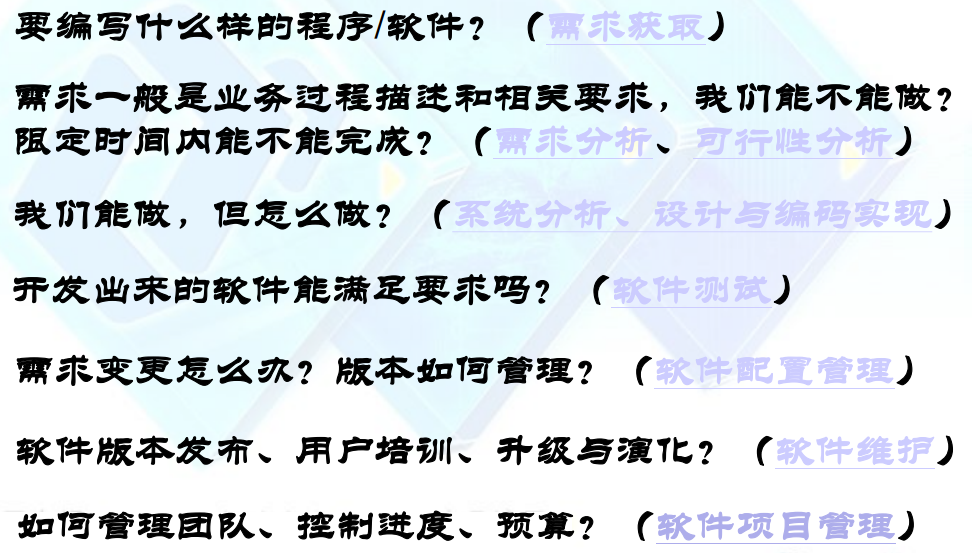 要编写什么样的程序/软件？（需求获取）
需求一般是业务过程描述和相关要求，我们能不能做？
限定时间内能不能完成？（需求分析、可行性分析）
我们能做，但怎么做？（系统分析、设计与编码实现）
开发出来的软件能满足要求吗？（软件测试）
需求变更怎么办？版本如何管理？（软件配置管理）
软件版本发布、用户培训、升级与演化？（软件维护）
如何管理团队、控制进度、预算？（软件项目管理）